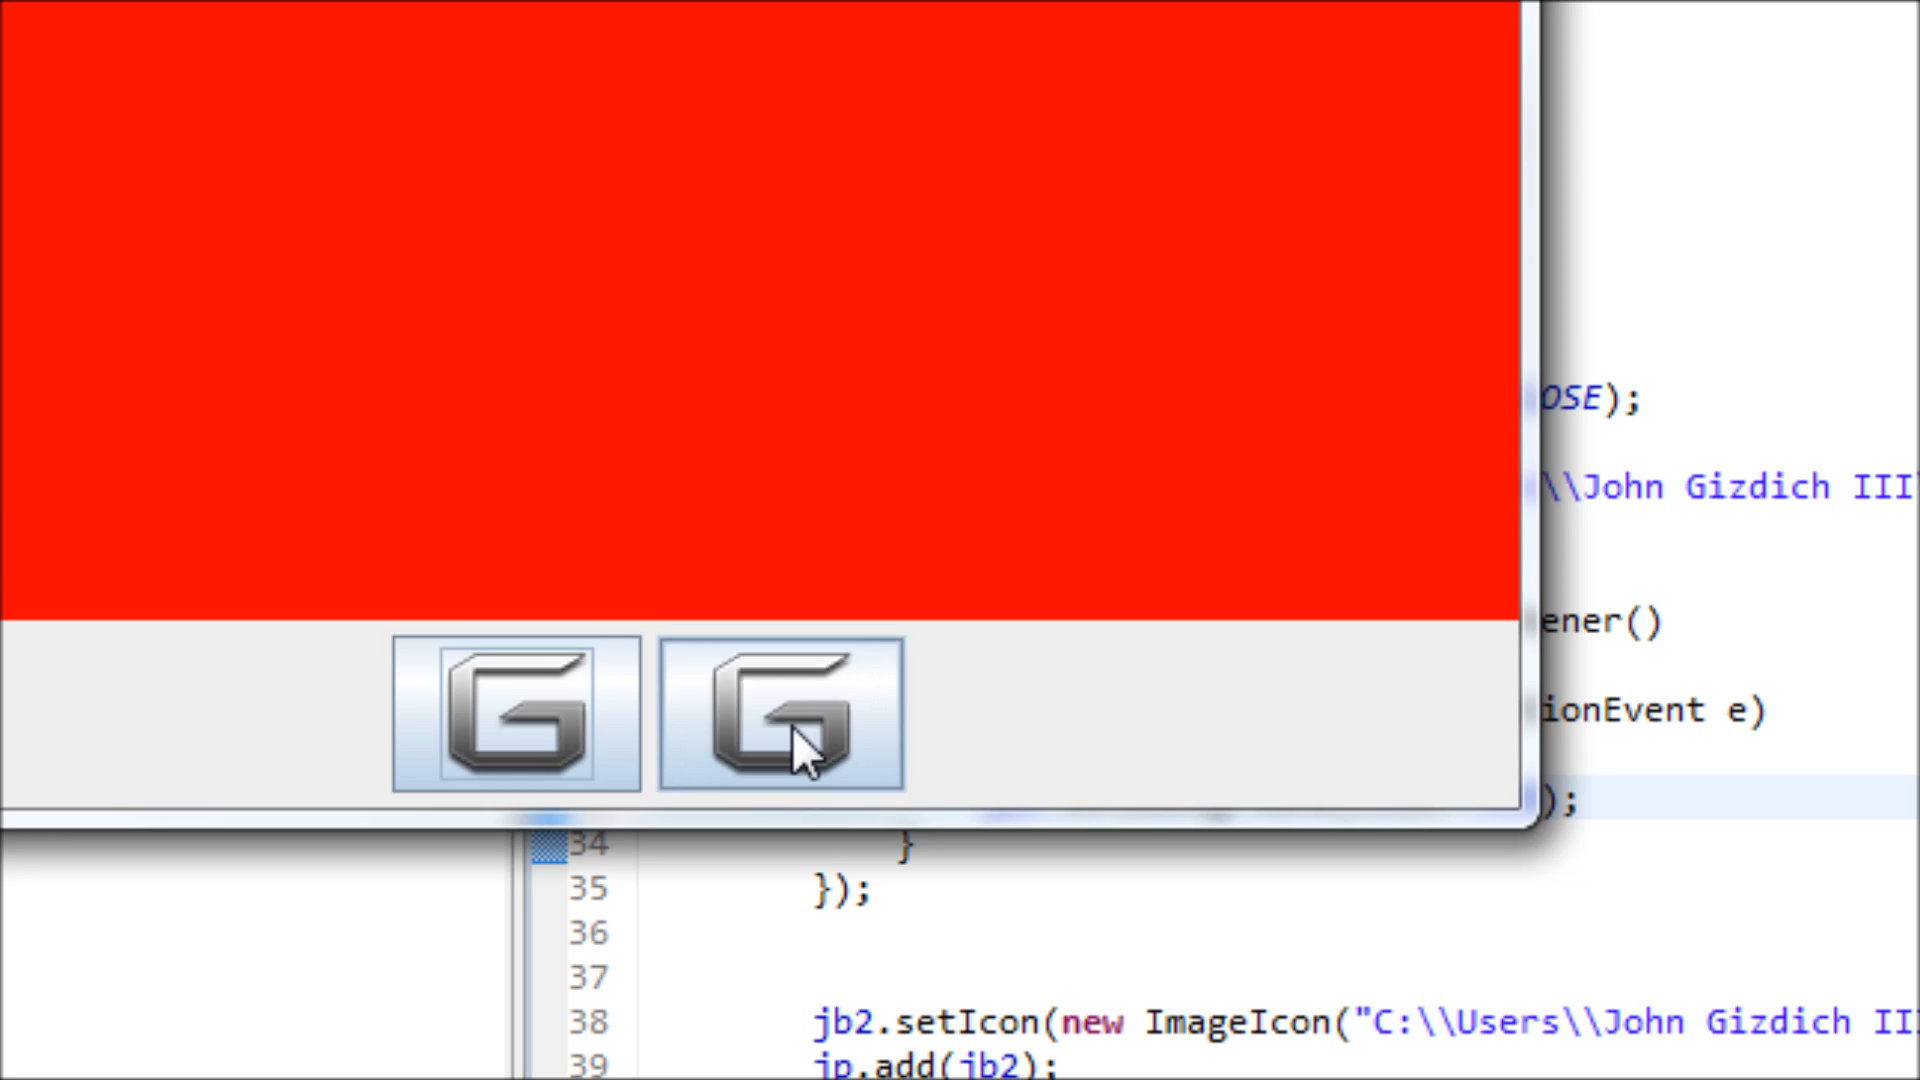 G G
OSE);
\\John Gizdich III
ener()
ionEvent e)
);
34 }
35 });
36
37
38 jb2.setIcon(new ImageIcon("C:\\Users\\John Gizdich II
39 jp.add(jb2);